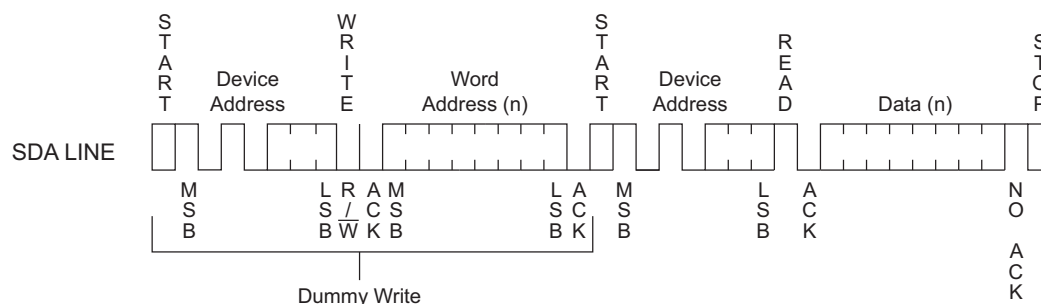 START
WRITE
START
READ
STOP
Device
Address
Word
Address (n)
Device
Address
Data (n)
SDA LINE
MSB
LSB
R/W
ACK
MSB
LSB
ACK
MSB
LSB
ACK
NO ACK
Dummy Write